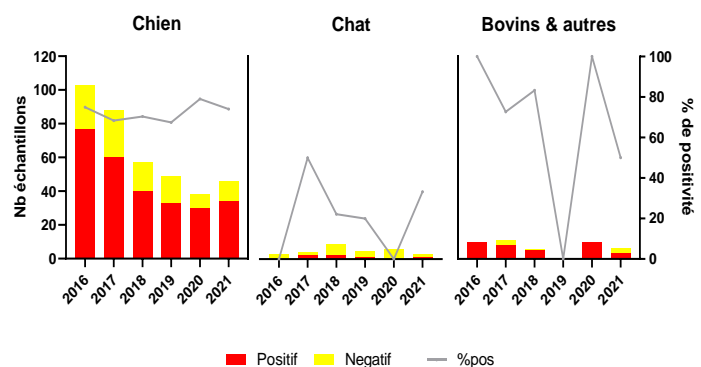 Chien
Chat
Bovins & autres
Nb échantillons
120
100
80
60
40
20
0
2016 2017 2018 2019 2020 2021
2016 2017 2018 2019 2020 2021
2016 2017 2018 2019 2020 2021
100
80
60
40
20
0
% de positivité
Positif Negatif %pos